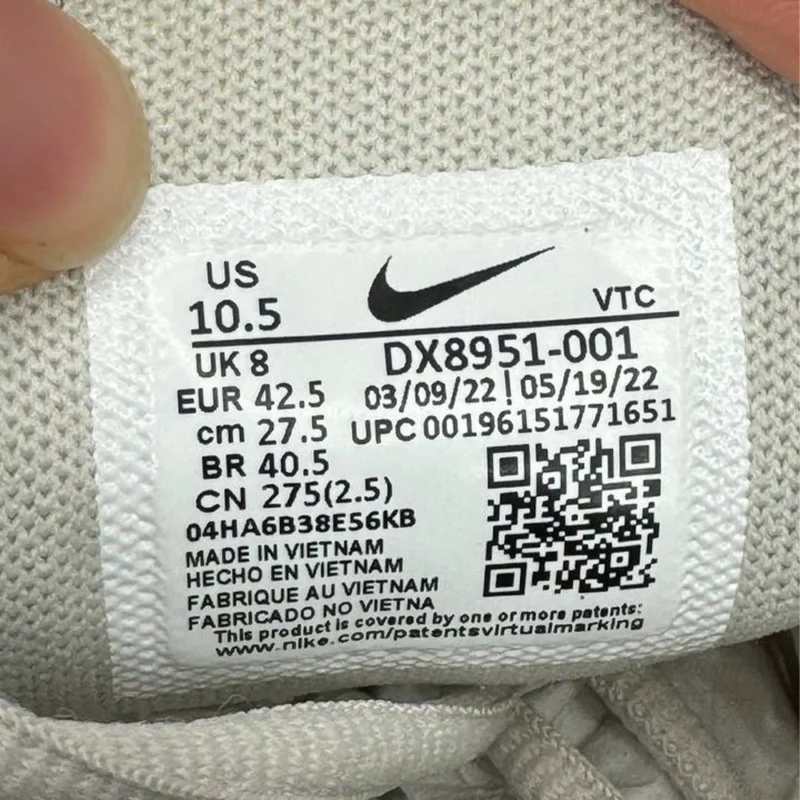 US
10.5
VTC
UK 8
DX8951-001
EUR 42.5
03/09/22 | 05/19/22
cm 27.5
UPC 00196151771651
BR 40.5
CN 275(2.5)
04HA6B38E56KB
MADE IN VIETNAM
HECHO EN VIETNAM
FABRIQUE AU VIETNAM
FABRICADO NO VIETNA
This product is covered by one or more patents:
www.nike.com/patentsvirtualmarking